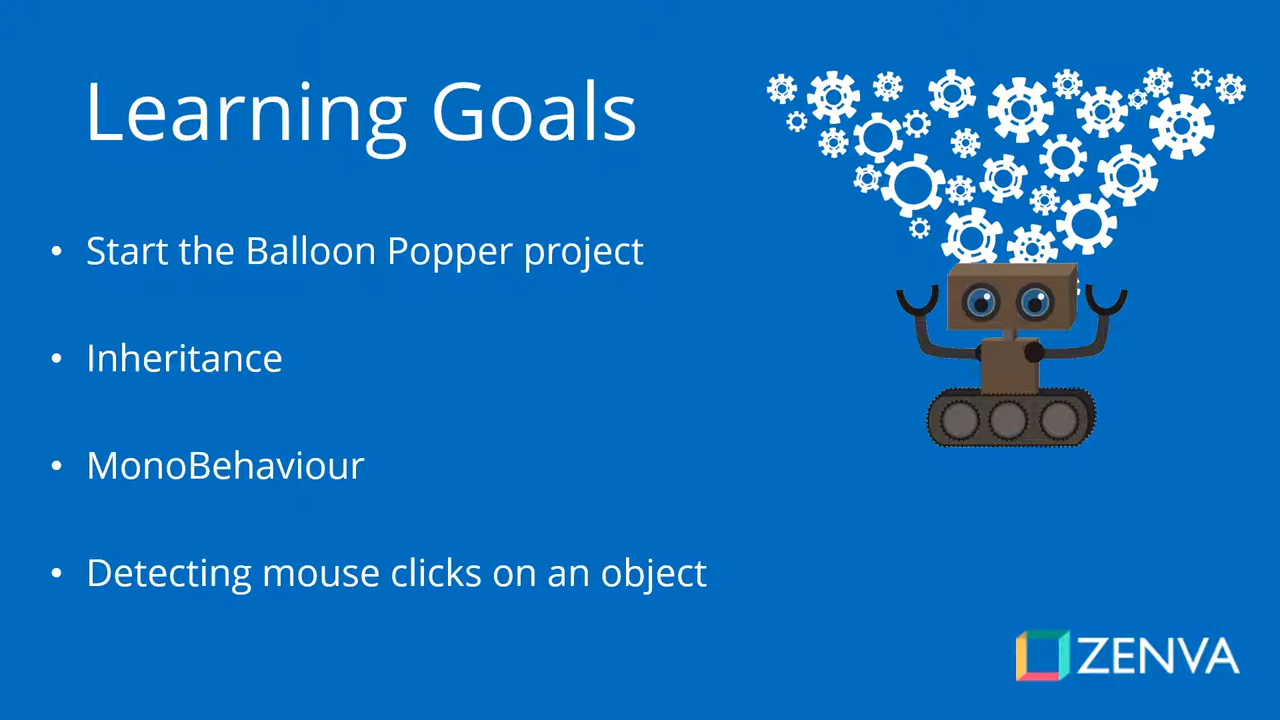 Learning Goals
• Start the Balloon Popper project
• Inheritance
• MonoBehaviour
• Detecting mouse clicks on an object
ZENVA